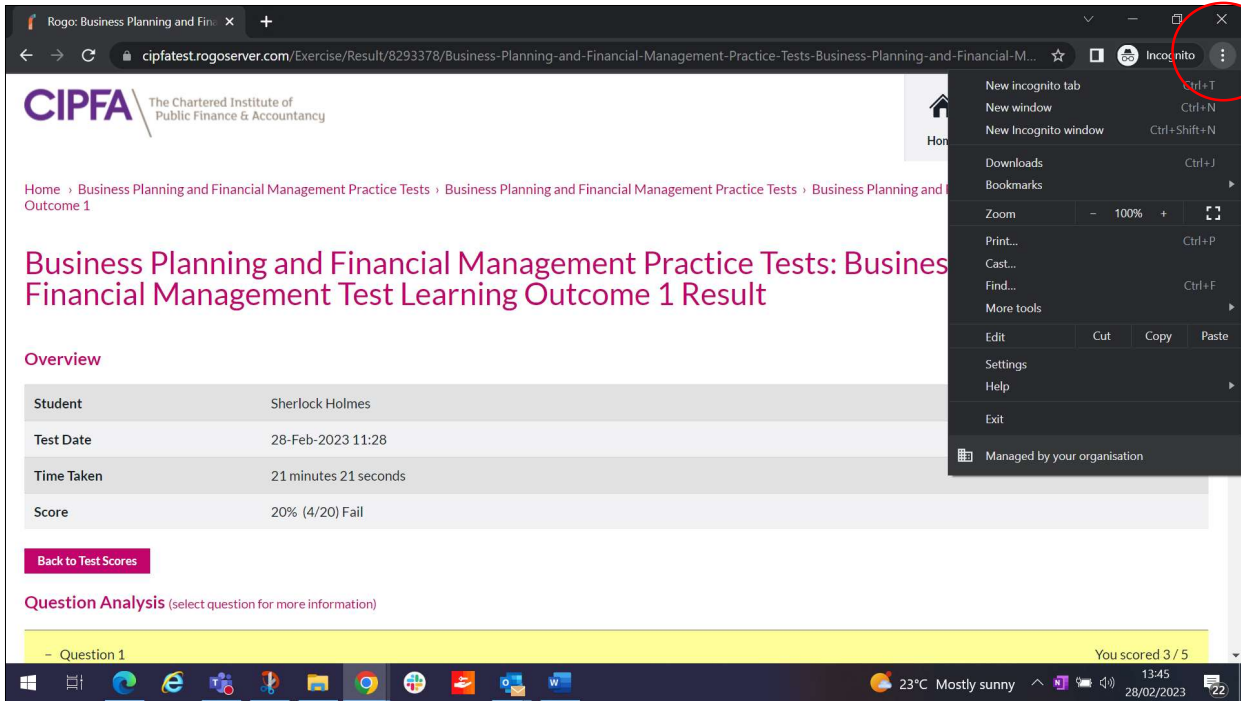 Rogo: Business Planning and Fina
cipfatest.rogoserver.com/Exercise/Result/8293378/Business-Planning-and-Financial-Management-Practice-Tests-Business-Planning-and-Financial-M...
Incognito
CIPFA
The Chartered Institute of
Public Finance & Accountancy
Hon
New incognito tab Ctrl+T
New window Ctrl+N
New Incognito window Ctrl+Shift+N
Downloads Ctrl+J
Bookmarks
Zoom - 100% +
Print... Ctrl+P
Cast...
Find... Ctrl+F
More tools
Edit Cut Copy Paste
Settings
Help
Exit
Managed by your organisation
Home › Business Planning and Financial Management Practice Tests › Business Planning and Financial Management Practice Tests › Business Planning and
Outcome 1
Business Planning and Financial Management Practice Tests: Busines
Financial Management Test Learning Outcome 1 Result
Overview
Student Sherlock Holmes
Test Date 28-Feb-2023 11:28
Time Taken 21 minutes 21 seconds
Score 20% (4/20) Fail
Back to Test Scores
Question Analysis (select question for more information)
– Question 1 You scored 3 / 5
23°C Mostly sunny
13:45
28/02/2023
22